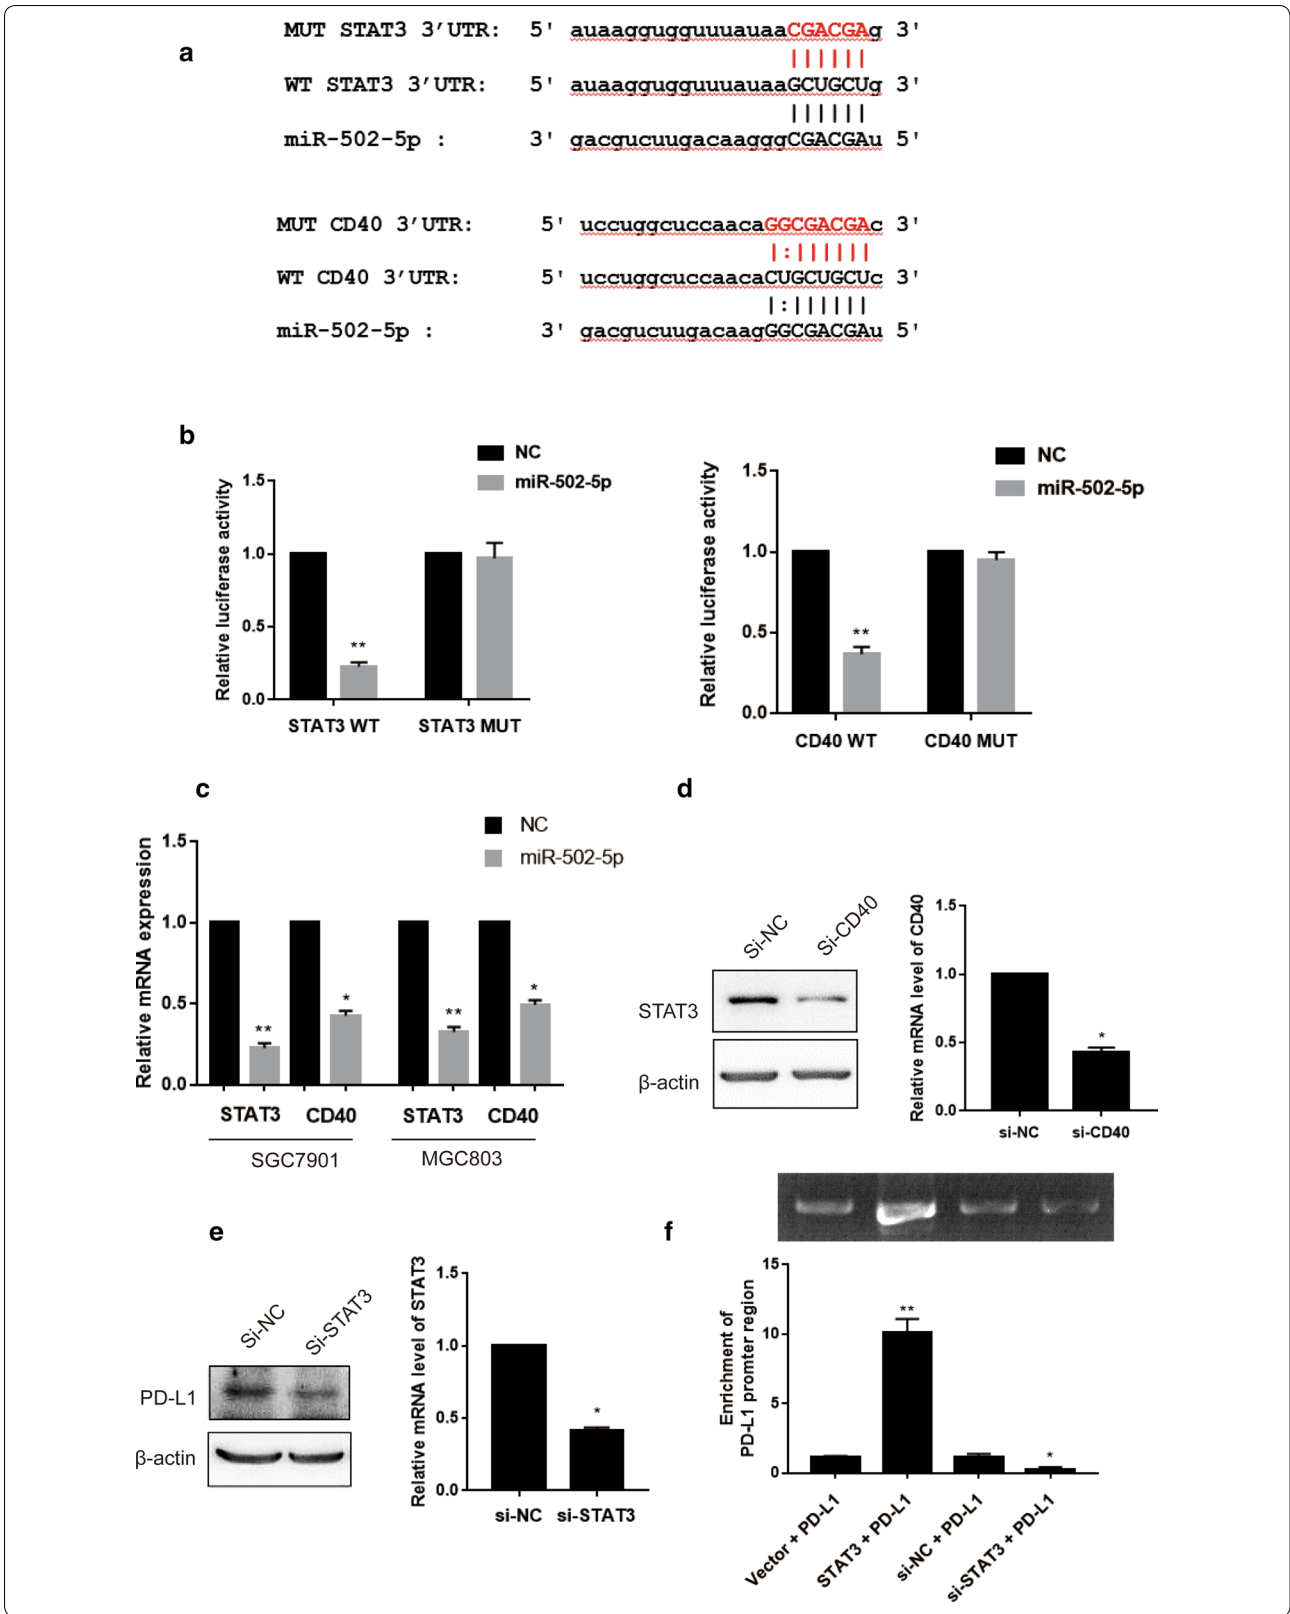 a
MUT STAT3 3'UTR: 5' auaaggugguuuauaaCGACGAg 3'
WT STAT3 3'UTR: 5' auaaggugguuuauaaGCUGCUg 3'
miR-502-5p : 3' gacgucuugacaagggCGACGAu 5'
MUT CD40 3'UTR: 5' uccuggcuccaacaGGCGACGAc 3'
WT CD40 3'UTR: 5' uccuggcuccaacaCUGCUGCUc 3'
miR-502-5p : 3' gacgucuugacaagGGCGACGAu 5'
b
NC
miR-502-5p
Relative luciferase activity
1.5
1.0
0.5
0.0
**
STAT3 WT STAT3 MUT
NC
miR-502-5p
Relative luciferase activity
1.5
1.0
0.5
0.0
**
CD40 WT CD40 MUT
c
NC
miR-502-5p
Relative mRNA expression
1.5
1.0
0.5
0.0
** * ** *
STAT3 CD40 STAT3 CD40
SGC7901 MGC803
d
Si-NC Si-CD40
STAT3
β-actin
Relative mRNA level of CD40
1.5
1.0
0.5
0.0
*
si-NC si-CD40
e
Si-NC Si-STAT3
PD-L1
β-actin
Relative mRNA level of STAT3
1.5
1.0
0.5
0.0
*
si-NC si-STAT3
f
Enrichment of
PD-L1 promter region
15
10
5
0
** *
Vector + PD-L1
STAT3 + PD-L1
si-NC + PD-L1
si-STAT3 + PD-L1